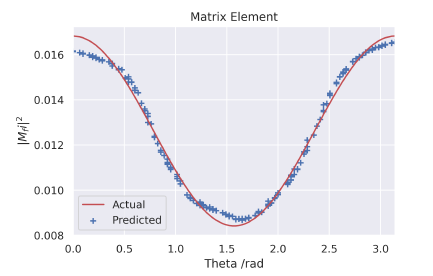 Matrix Element
0.016
0.014
0.012
0.010
0.008
|M_fi|^2
Actual
Predicted
0.0 0.5 1.0 1.5 2.0 2.5 3.0
Theta /rad